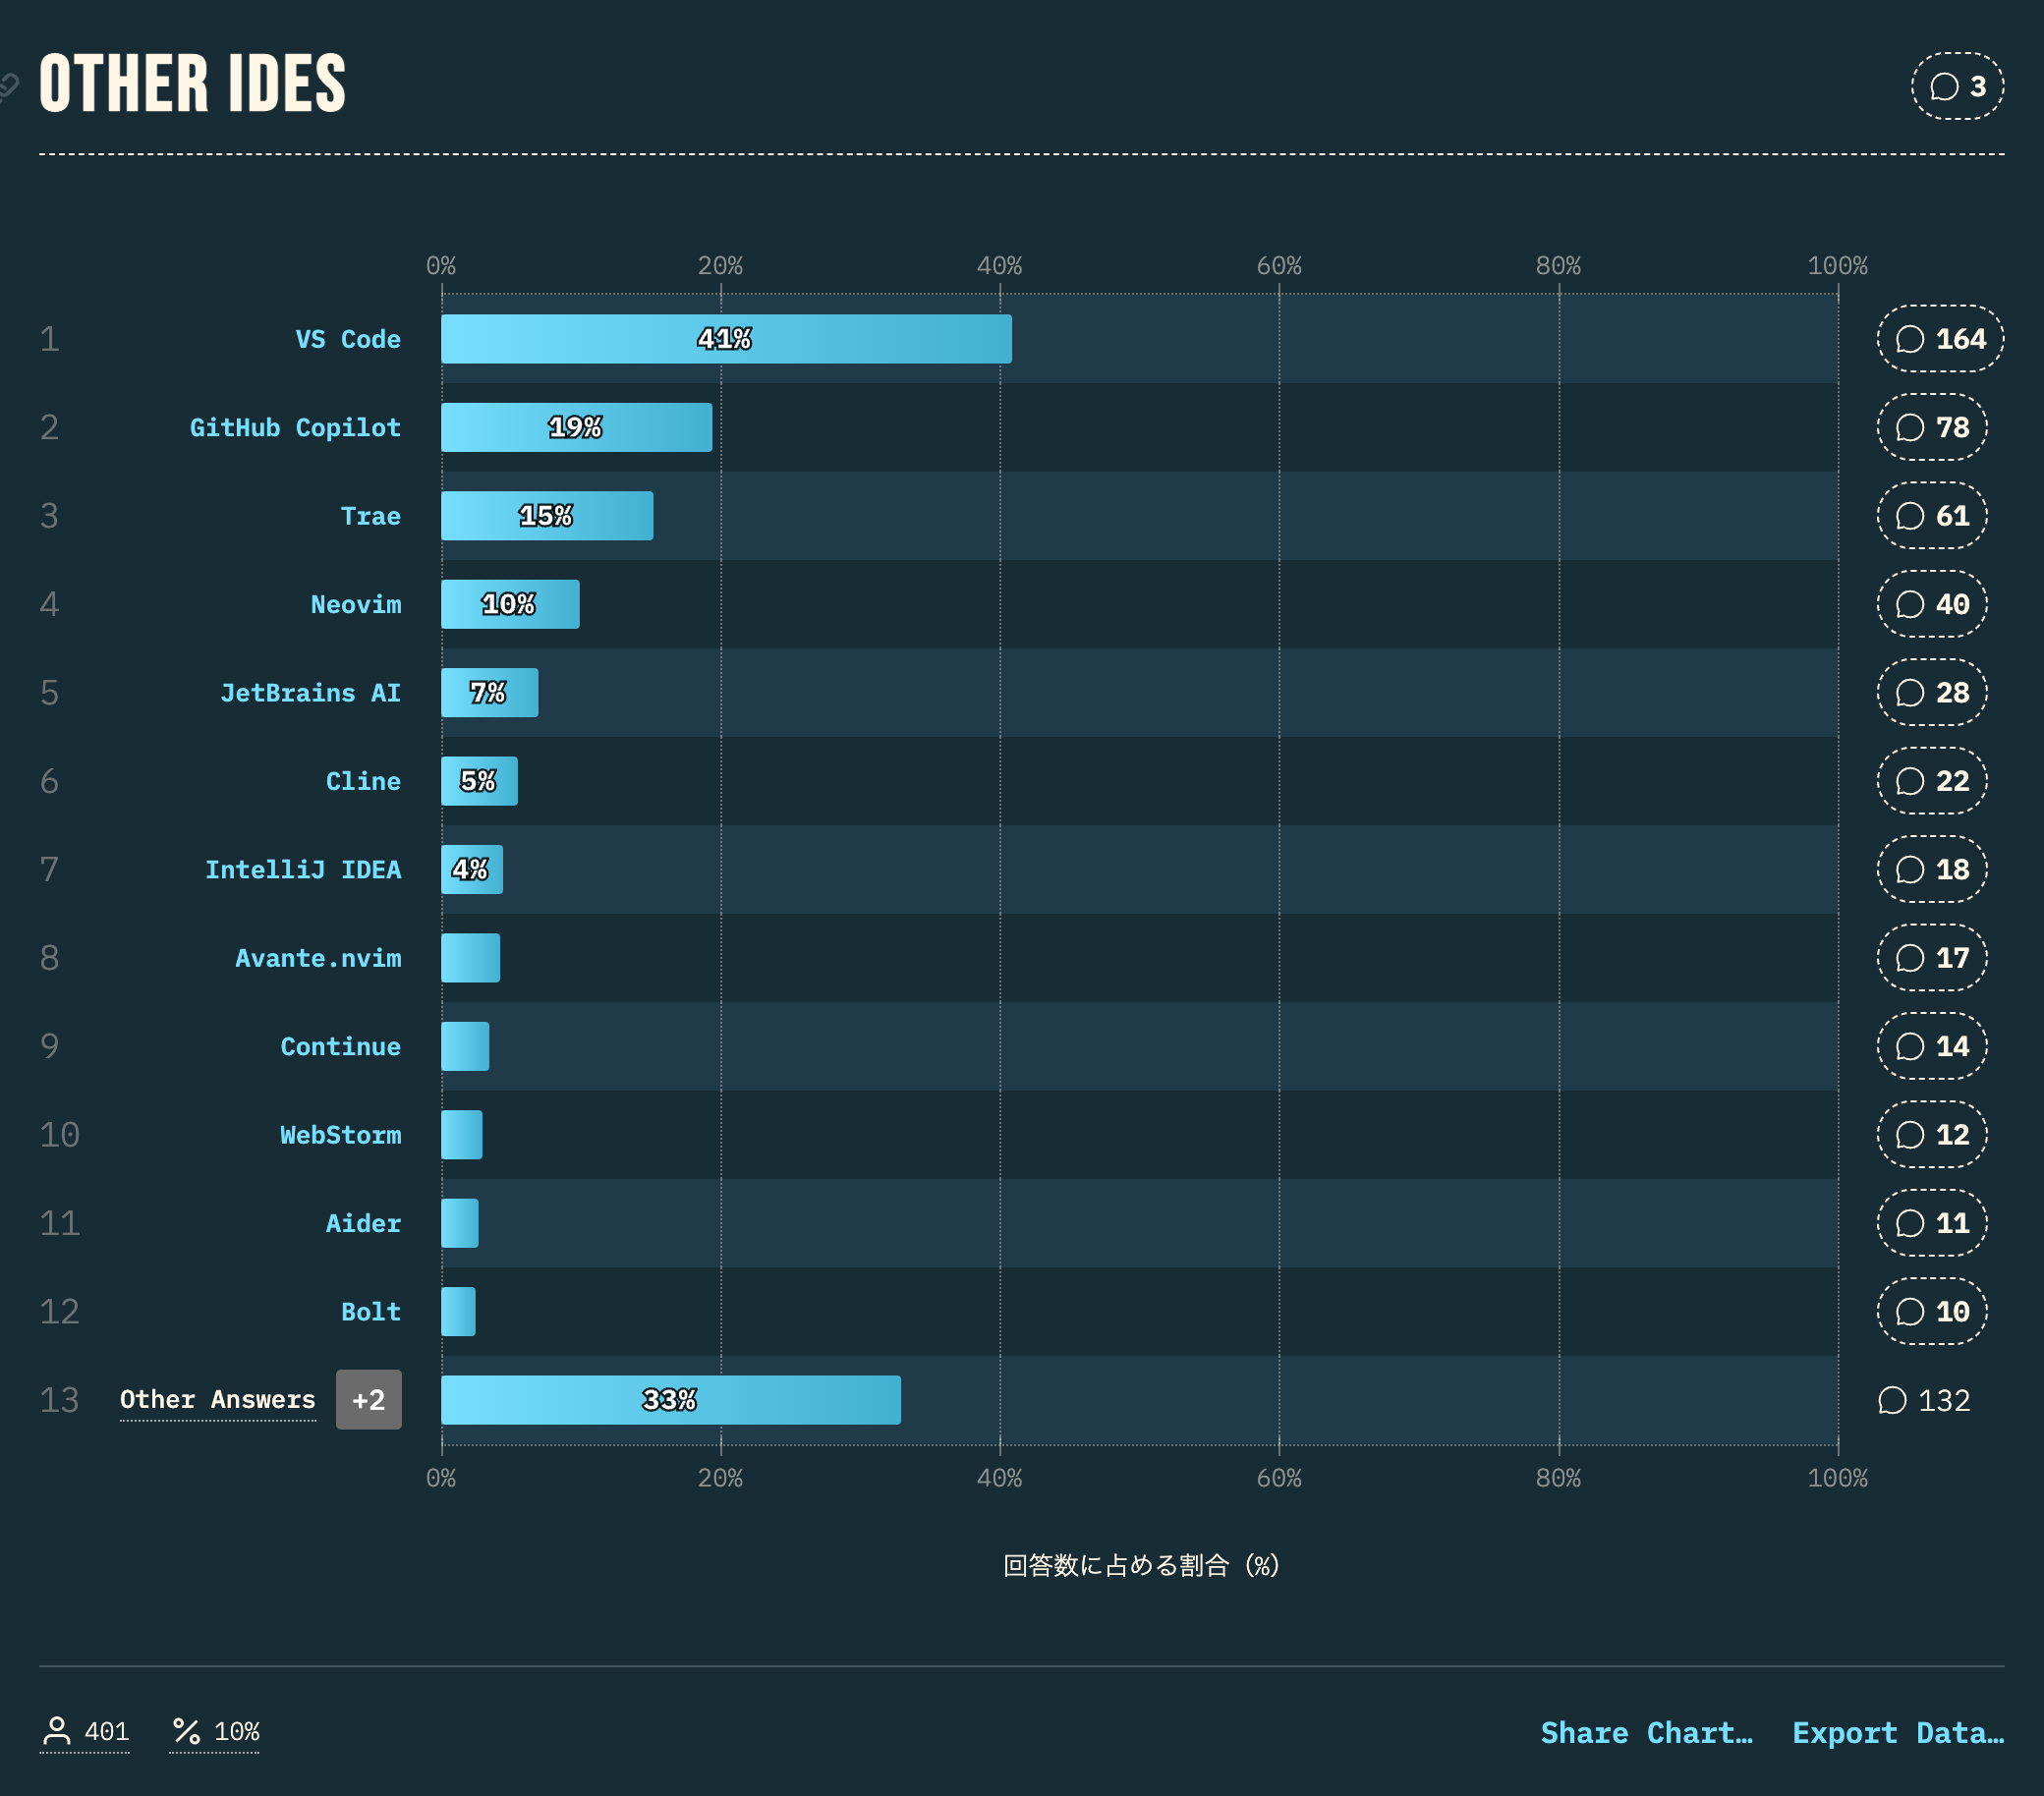 OTHER IDES
3
0% 20% 40% 60% 80% 100%
1 VS Code 41% 164
2 GitHub Copilot 19% 78
3 Trae 15% 61
4 Neovim 10% 40
5 JetBrains AI 7% 28
6 Cline 5% 22
7 IntelliJ IDEA 4% 18
8 Avante.nvim 17
9 Continue 14
10 WebStorm 12
11 Aider 11
12 Bolt 10
13 Other Answers +2 33% 132
0% 20% 40% 60% 80% 100%
回答数に占める割合 (%)
401 10% Share Chart… Export Data…